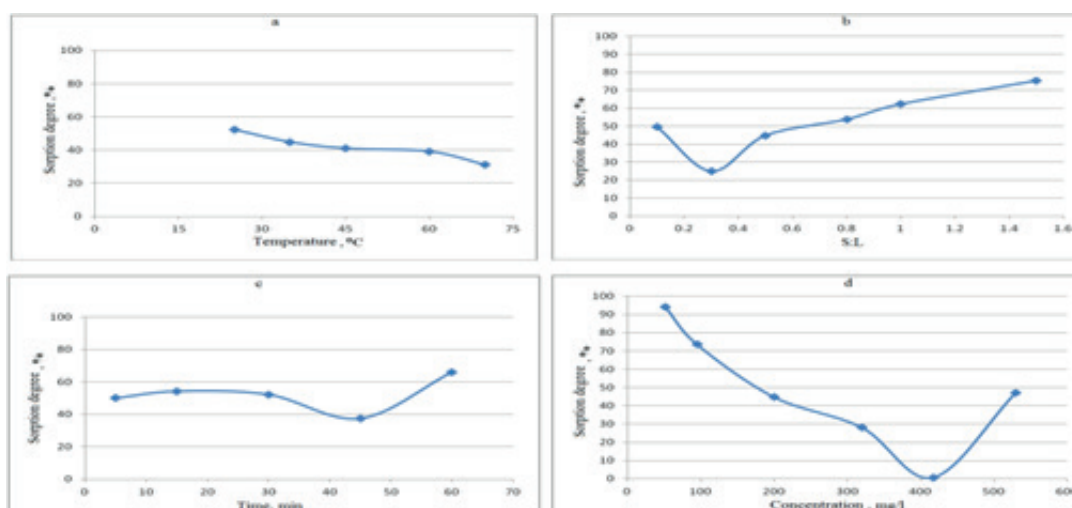 a
100
80
60
40
20
0
0 15 30 45 60 75
Sorption degree ,%
Temperature , °C
b
100
90
80
70
60
50
40
30
20
10
0
0 0.2 0.4 0.6 0.8 1 1.2 1.4 1.6
Sorption degree ,%
S:L
c
100
80
60
40
20
0
0 10 20 30 40 50 60 70
Sorption degree ,%
Time, min
d
100
90
80
70
60
50
40
30
20
10
0
0 100 200 300 400 500 600
Sorption degree ,%
Concentration , mg/l